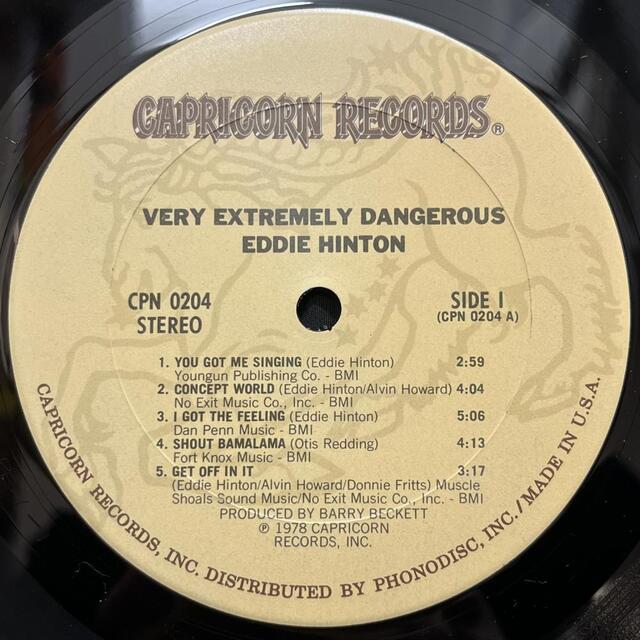 CAPRICORN RECORDS®
VERY EXTREMELY DANGEROUS
EDDIE HINTON
CPN 0204
STEREO
SIDE I
(CPN 0204 A)
1. YOU GOT ME SINGING (Eddie Hinton) 2:59
Youngun Publishing Co. - BMI
2. CONCEPT WORLD (Eddie Hinton/Alvin Howard) 4:04
No Exit Music Co., Inc. - BMI
3. I GOT THE FEELING (Eddie Hinton) 5:06
Dan Penn Music - BMI
4. SHOUT BAMALAMA (Otis Redding) 4:13
Fort Knox Music - BMI
5. GET OFF IN IT 3:17
(Eddie Hinton/Alvin Howard/Donnie Fritts) Muscle
Shoals Sound Music/No Exit Music Co., Inc. - BMI
PRODUCED BY BARRY BECKETT
℗ 1978 CAPRICORN
RECORDS, INC.
CAPRICORN RECORDS, INC. DISTRIBUTED BY PHONODISC, INC./MADE IN U.S.A.